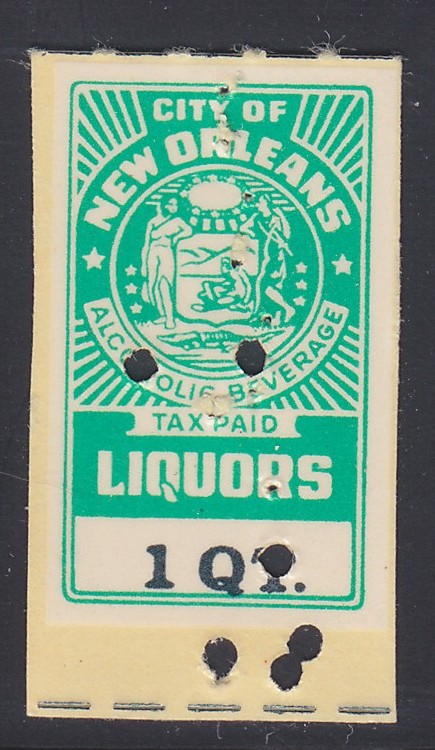 CITY OF
NEW ORLEANS
ALCOHOLIC BEVERAGE
TAX PAID
LIQUORS
1 QT.